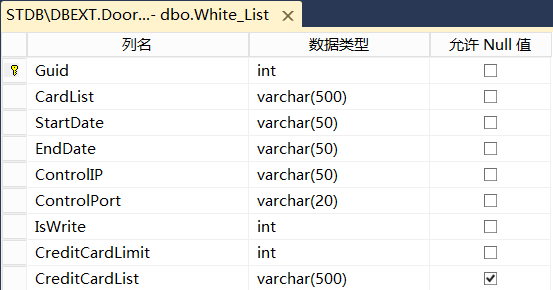 STDB\DBEXT.Door...- dbo.White_List
列名 数据类型 允许 Null 值
Guid int
CardList varchar(500)
StartDate varchar(50)
EndDate varchar(50)
ControlIP varchar(50)
ControlPort varchar(20)
IsWrite int
CreditCardLimit int
CreditCardList varchar(500)